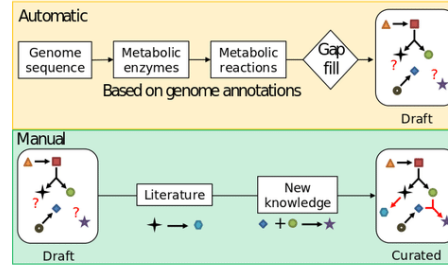 Automatic
Genome
sequence
Metabolic
enzymes
Metabolic
reactions
Gap
fill
Based on genome annotations
?
?
Draft
Manual
?
?
Draft
Literature
New
knowledge
+
Curated